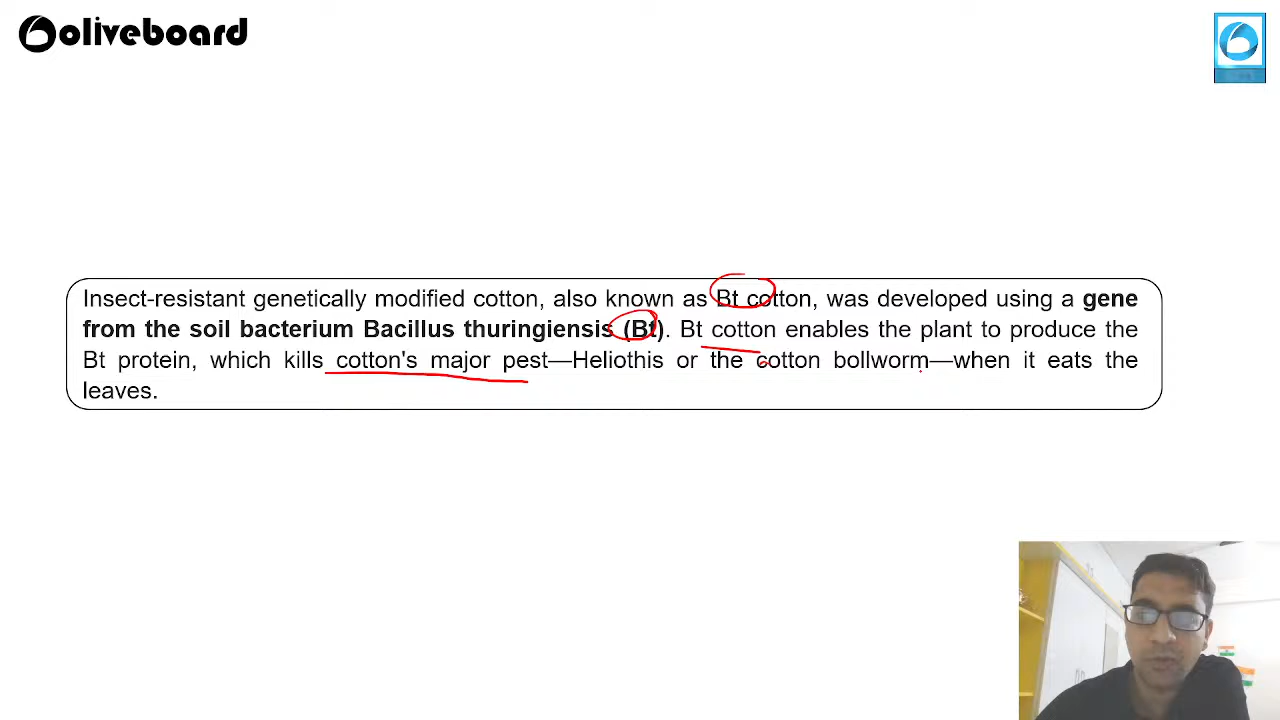 oliveboard
Insect-resistant genetically modified cotton, also known as Bt cotton, was developed using a gene
from the soil bacterium Bacillus thuringiensis (Bt). Bt cotton enables the plant to produce the
Bt protein, which kills cotton's major pest—Heliothis or the cotton bollworm—when it eats the
leaves.